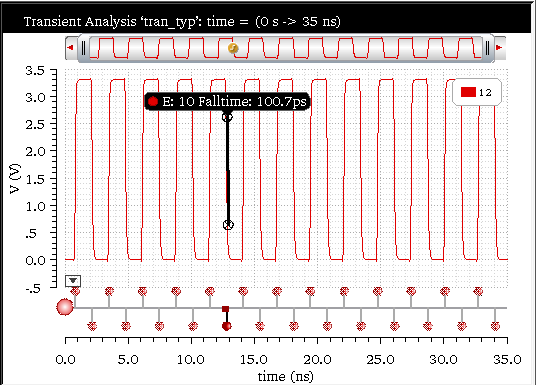 Transient Analysis ‘tran_typ’: time = (0 s -> 35 ns)
3.5
E: 10 Falltime: 100.7ps
12
3.0
2.5
2.0
1.5
1.0
.5
0.0
-.5
V (V)
0.0 5.0 10.0 15.0 20.0 25.0 30.0 35.0
time (ns)